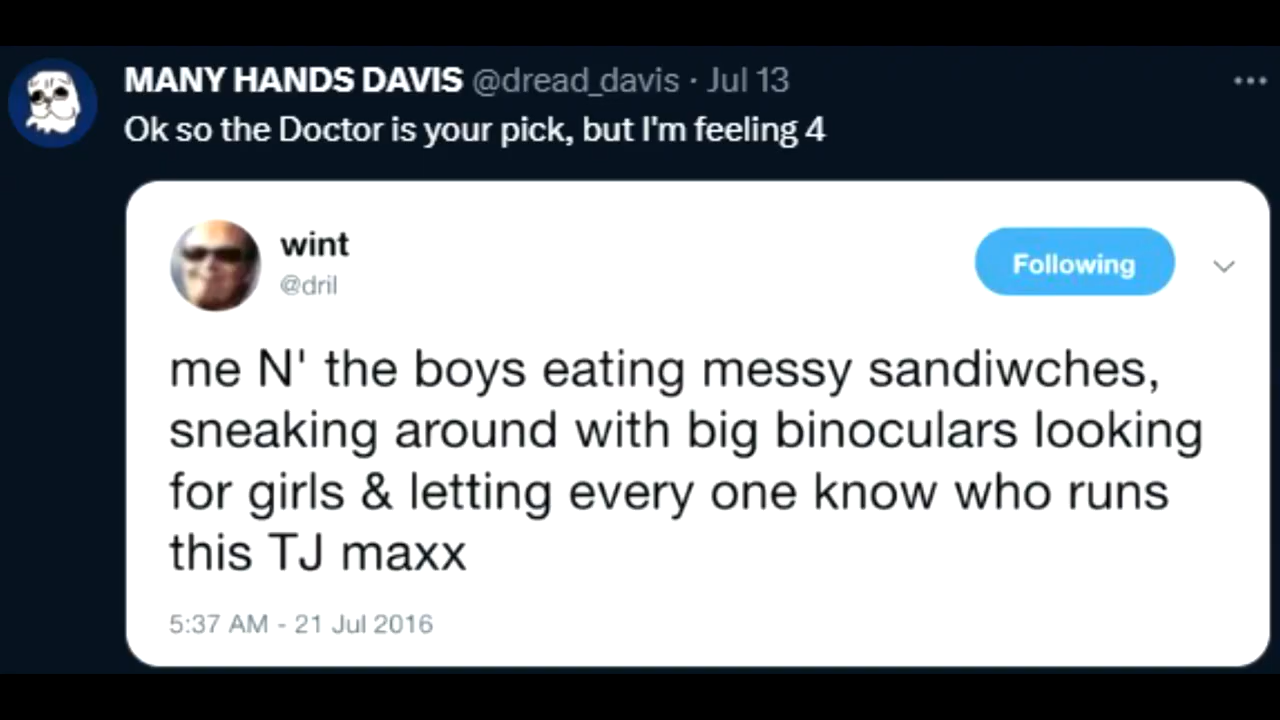 MANY HANDS DAVIS @dread_davis · Jul 13
Ok so the Doctor is your pick, but I'm feeling 4
wint
@dril
Following
me N' the boys eating messy sandiwches,
sneaking around with big binoculars looking
for girls & letting every one know who runs
this TJ maxx
5:37 AM - 21 Jul 2016